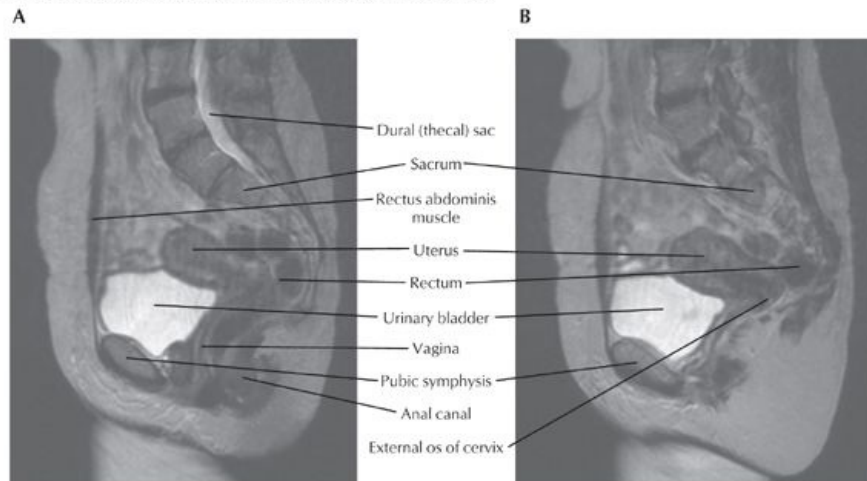 A
B
Dural (thecal) sac
Sacrum
Rectus abdominis
muscle
Uterus
Rectum
Urinary bladder
Vagina
Pubic symphysis
Anal canal
External os of cervix